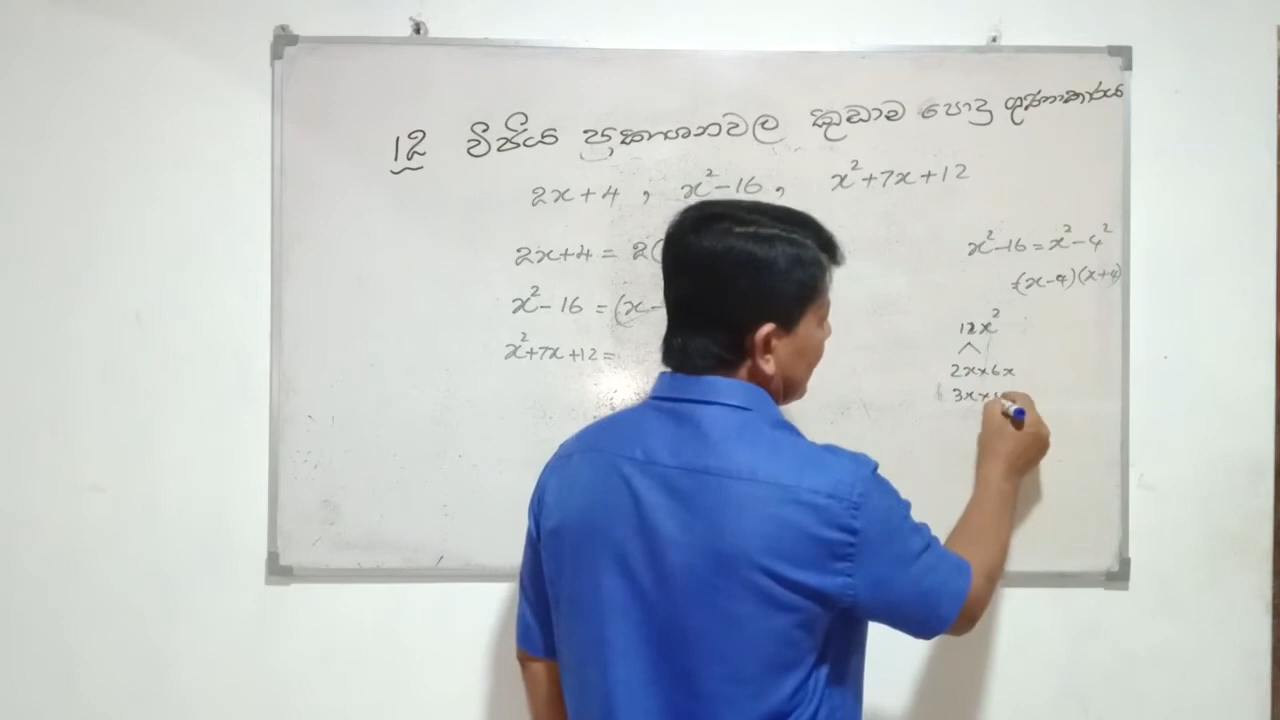 12 වීජීය ප්‍රකාශනවල කුඩාම පොදු ගුණාකාරය
2x+4 , x²-16, x²+7x+12
2x+4 = 2(
x²-16 = (x-
x²+7x+12 =
x²-16 = x²-4²
=(x-4)(x+4)
12x²
2x×6x
3x×